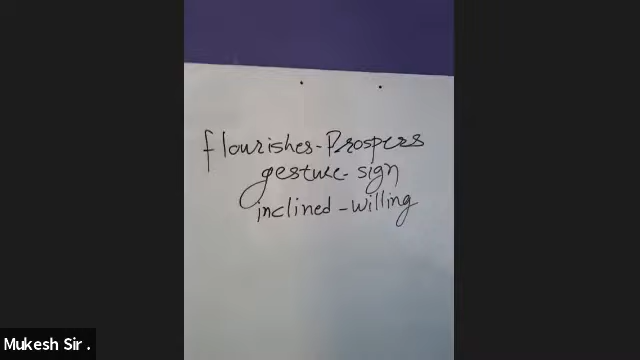 flourishes-Prospers
gesture-sign
inclined-willing
Mukesh Sir .